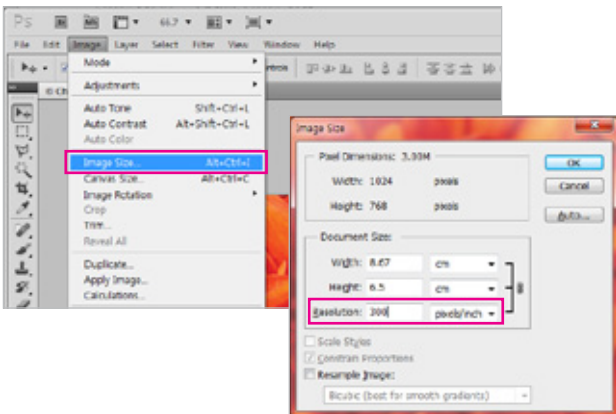 Ps 66.7
File Edit Image Layer Select Filter View Window Help
Mode
Adjustments
Auto Tone Shift+Ctrl+L
Auto Contrast Alt+Shift+Ctrl+L
Auto Color
Image Size... Alt+Ctrl+I
Canvas Size... Alt+Ctrl+C
Image Rotation
Crop
Trim...
Reveal All
Duplicate...
Apply Image...
Calculations...
Image Size
Pixel Dimensions: 3.00M
Width: 1024 pixels
Height: 768 pixels
Document Size:
Width: 8.67 cm
Height: 6.5 cm
Resolution: 300 pixels/inch
Scale Styles
Constrain Proportions
Resample Image:
Bicubic (best for smooth gradients)
OK
Cancel
Auto...